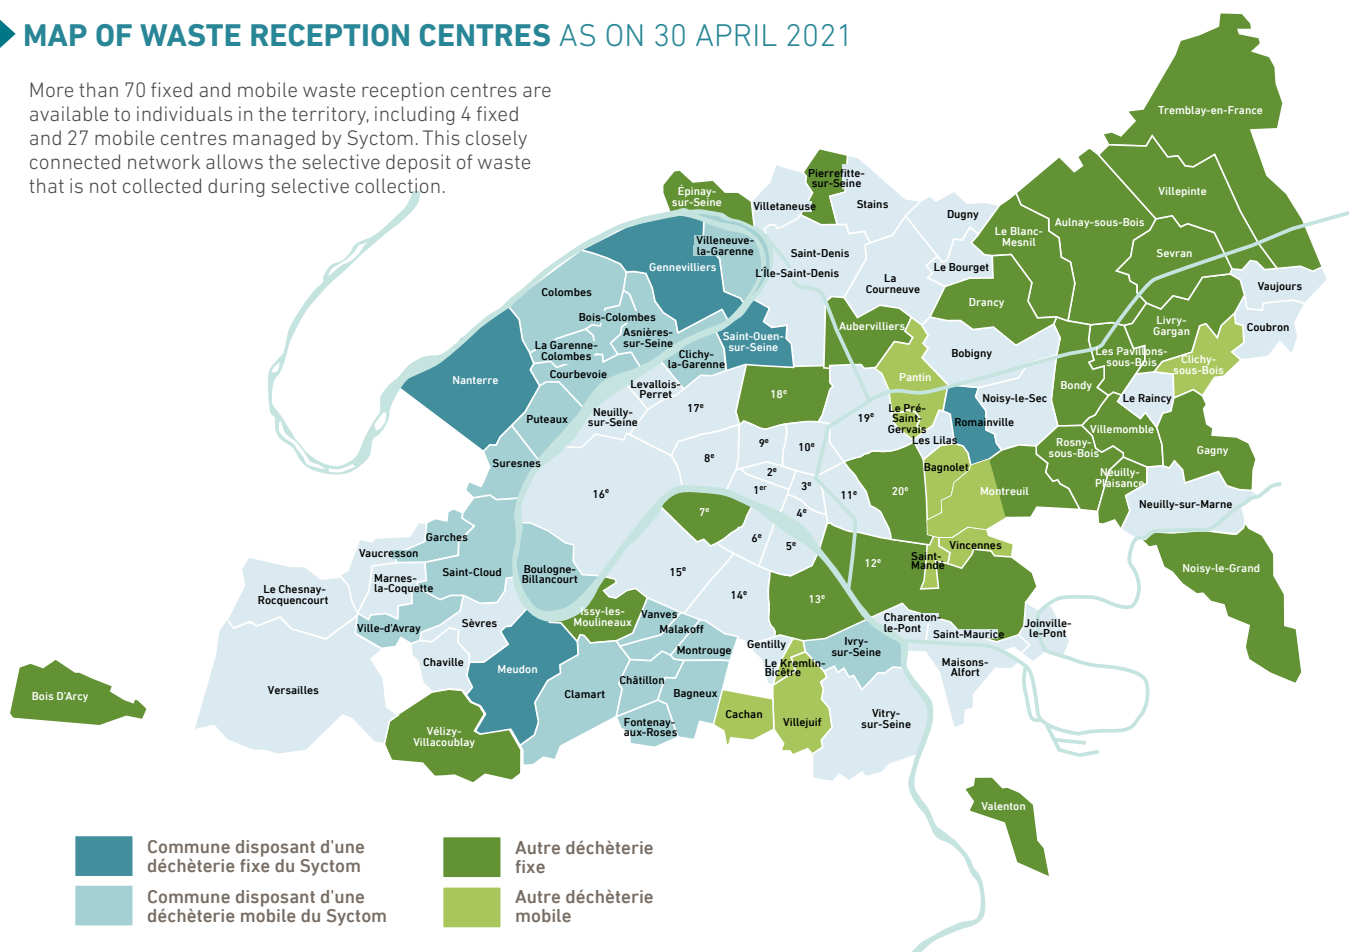 MAP OF WASTE RECEPTION CENTRES AS ON 30 APRIL 2021
More than 70 fixed and mobile waste reception centres are
available to individuals in the territory, including 4 fixed
and 27 mobile centres managed by Syctom. This closely
connected network allows the selective deposit of waste
that is not collected during selective collection.
Tremblay-en-France
Pierrefitte-
sur-Seine
Épinay-
sur-Seine
Villetaneuse
Stains
Dugny
Villepinte
Aulnay-sous-Bois
Le Blanc-
Mesnil
Villeneuve-
la-Garenne
Saint-Denis
Sevran
Gennevilliers
L'Île-Saint-Denis
Le Bourget
La
Courneuve
Vaujours
Colombes
Drancy
Bois-Colombes
Asnières-
sur-Seine
Aubervilliers
Livry-
Gargan
Coubron
Saint-Ouen-
sur-Seine
La Garenne-
Colombes
Clichy-
la-Garenne
Bobigny
Les Pavillons-
sous-Bois
Clichy-
sous-Bois
Courbevoie
Nanterre
Levallois-
Perret
Pantin
Bondy
18e
Noisy-le-Sec
Le Raincy
17e
Puteaux
Neuilly-
sur-Seine
19e
Le Pré-
Saint-
Gervais
Romainville
Villemomble
Les Lilas
9e
10e
Rosny-
sous-Bois
Gagny
8e
Suresnes
Bagnolet
2e
Neuilly-
Plaisance
16e
1er
3e
11e
20e
Montreuil
Neuilly-sur-Marne
7e
4e
Garches
6e
5e
Vincennes
Vaucresson
Saint-
Mandé
12e
Noisy-le-Grand
Saint-Cloud
Boulogne-
Billancourt
15e
Marnes-
la-Coquette
Le Chesnay-
Rocquencourt
14e
13e
Issy-les-
Moulineaux
Vanves
Charenton-
le-Pont
Joinville-
le-Pont
Sèvres
Ville-d'Avray
Malakoff
Saint-Maurice
Gentilly
Ivry-
sur-Seine
Montrouge
Chaville
Meudon
Le Kremlin-
Bicêtre
Maisons-
Alfort
Châtillon
Versailles
Clamart
Bagneux
Bois D'Arcy
Cachan
Villejuif
Vitry-
sur-Seine
Fontenay-
aux-Roses
Vélizy-
Villacoublay
Valenton
Commune disposant d'une
déchèterie fixe du Syctom
Autre déchèterie
fixe
Commune disposant d'une
déchèterie mobile du Syctom
Autre déchèterie
mobile